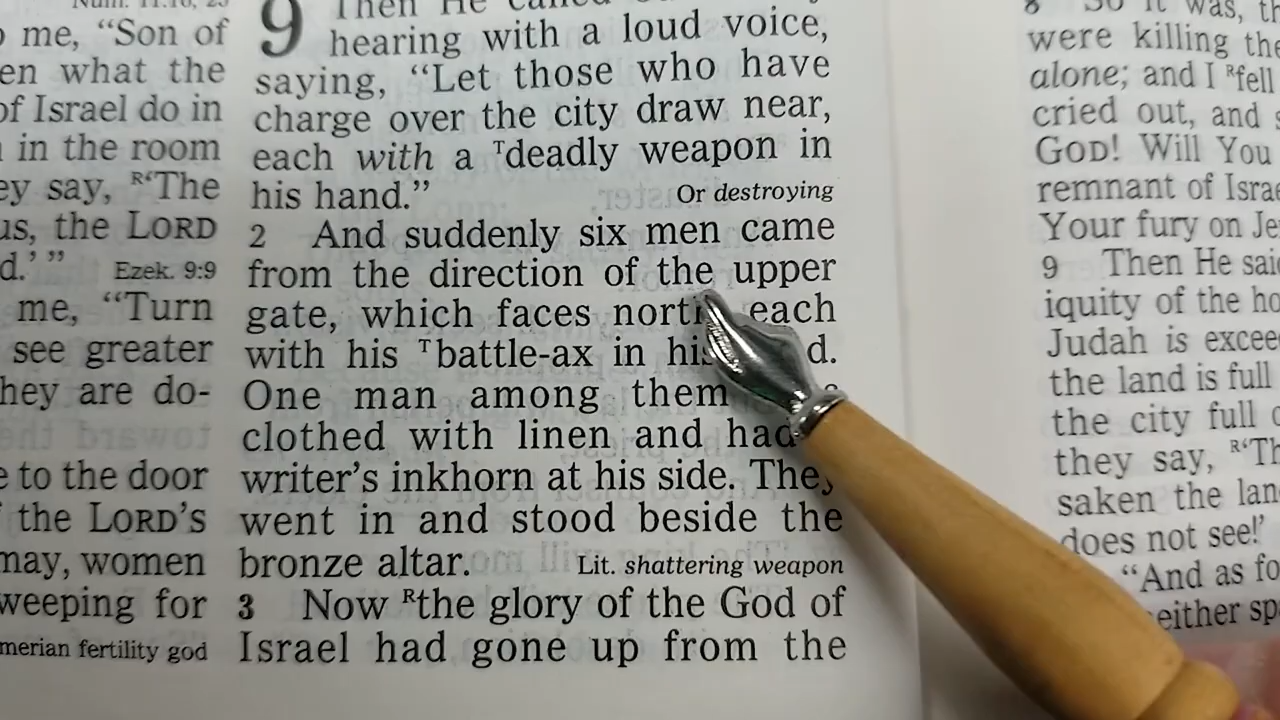 me, “Son of
en what the
of Israel do in
in the room
ey say, R‘The
us, the LORD
d.’ ” Ezek. 9:9
me, “Turn
see greater
they are do-
e to the door
the LORD’S
may, women
weeping for
merian fertility god
9 Then He called
hearing with a loud voice,
saying, “Let those who have
charge over the city draw near,
each with a Tdeadly weapon in
his hand.” Or destroying
2 And suddenly six men came
from the direction of the upper
gate, which faces north each
with his Tbattle-ax in his d.
One man among them
clothed with linen and had
writer’s inkhorn at his side. They
went in and stood beside the
bronze altar. Lit. shattering weapon
3 Now Rthe glory of the God of
Israel had gone up from the
8 So it was, th
were killing the
alone; and I Rfell
cried out, and s
GOD! Will You
remnant of Israe
Your fury on Je
9 Then He said
iquity of the ho
Judah is excee
the land is full
the city full o
they say, R‘Th
saken the lan
does not see!’
“And as fo
neither sp